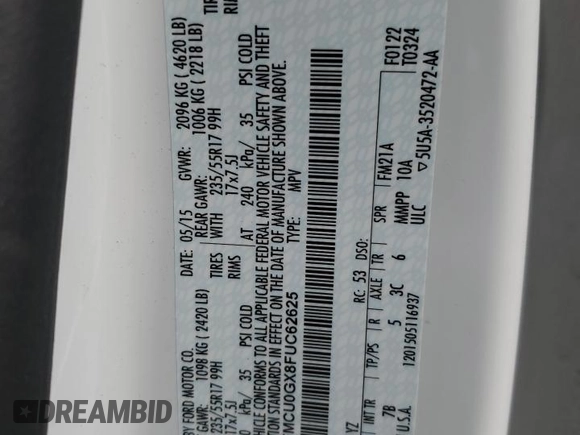 BY FORD MOTOR CO.
DATE: 05/15 GVWR: 2096 KG ( 4620 LB)
GAWR: 1098 KG ( 2420 LB) REAR GAWR: 1006 KG ( 2218 LB)
235/55R17 99H TIRES WITH 235/55R17 99H
17x7.5J RIMS 17x7.5J
kPa/ 35 PSI COLD AT 240 kPa/ 35 PSI COLD
VEHICLE CONFORMS TO ALL APPLICABLE FEDERAL MOTOR VEHICLE SAFETY AND THEFT
STANDARDS IN EFFECT ON THE DATE OF MANUFACTURE SHOWN ABOVE.
MCU0GX8FUC62625 TYPE: MPV
F0122
T0324
YZ RC: 53 DSO: FM21A
INT TR TP/PS R AXLE TR SPR
7B 5 3C 6 MMPP 10A
U.S.A. 1201505116937 ULC ▽5U5A-3520472-AA
AUTOBIDCAR